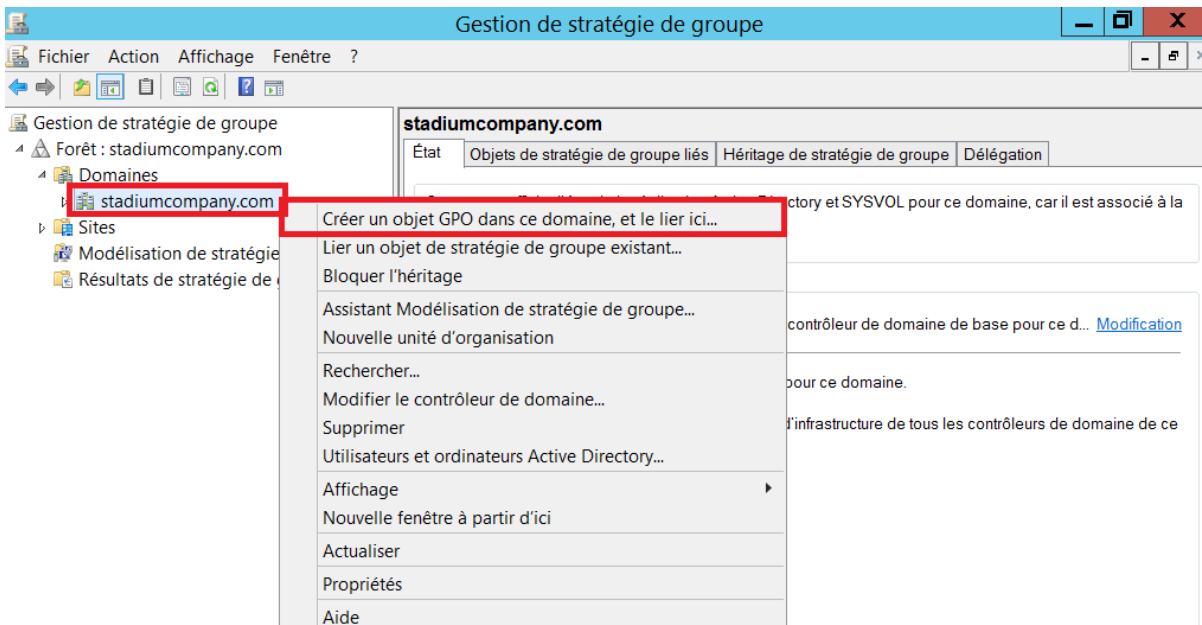 Gestion de stratégie de groupe
Fichier Action Affichage Fenêtre ?
Gestion de stratégie de groupe
Forêt : stadiumcompany.com
Domaines
stadiumcompany.com
Sites
Modélisation de stratégie
Résultats de stratégie de
stadiumcompany.com
État Objets de stratégie de groupe liés Héritage de stratégie de groupe Délégation
ctory et SYSVOL pour ce domaine, car il est associé à la
contrôleur de domaine de base pour ce d... Modification
pour ce domaine.
d'infrastructure de tous les contrôleurs de domaine de ce
Créer un objet GPO dans ce domaine, et le lier ici...
Lier un objet de stratégie de groupe existant...
Bloquer l'héritage
Assistant Modélisation de stratégie de groupe...
Nouvelle unité d'organisation
Rechercher...
Modifier le contrôleur de domaine...
Supprimer
Utilisateurs et ordinateurs Active Directory...
Affichage
Nouvelle fenêtre à partir d'ici
Actualiser
Propriétés
Aide